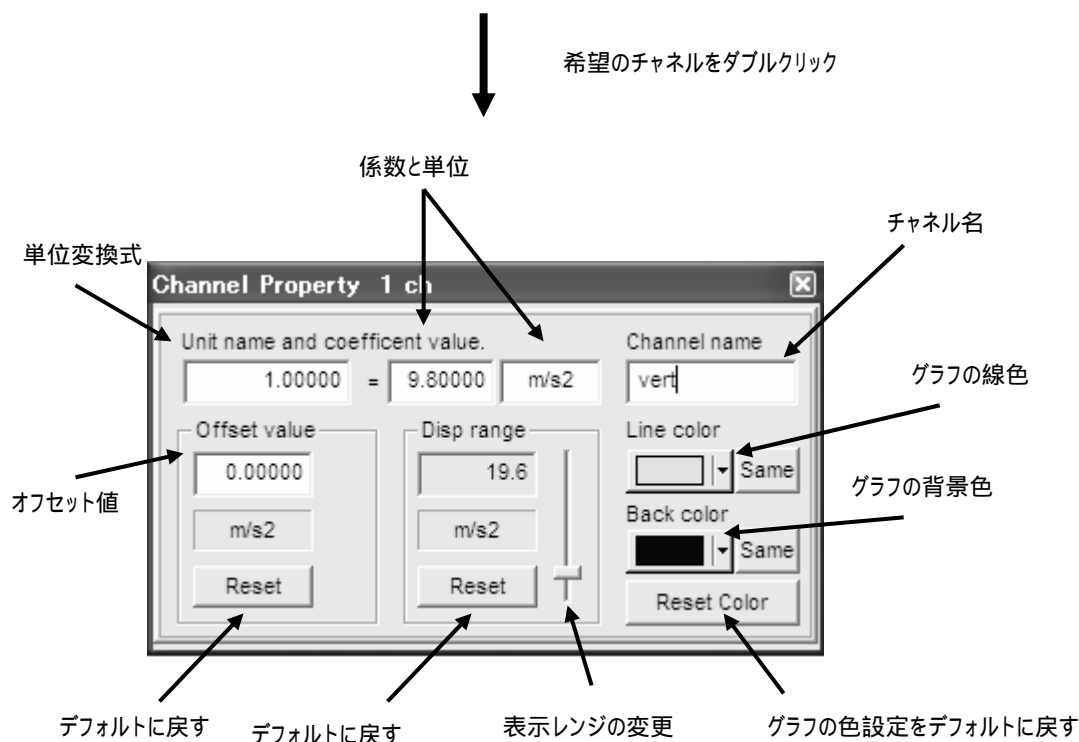 希望のチャネルをダブルクリック
係数と単位
チャネル名
単位変換式
Channel Property 1 ch
Unit name and coefficent value.
Channel name
1.00000 = 9.80000 m/s2
vert
グラフの線色
Offset value
Disp range
Line color
0.00000
19.6
Same
オフセット値
グラフの背景色
Back color
m/s2
m/s2
Same
Reset
Reset
Reset Color
デフォルトに戻す
デフォルトに戻す
表示レンジの変更
グラフの色設定をデフォルトに戻す